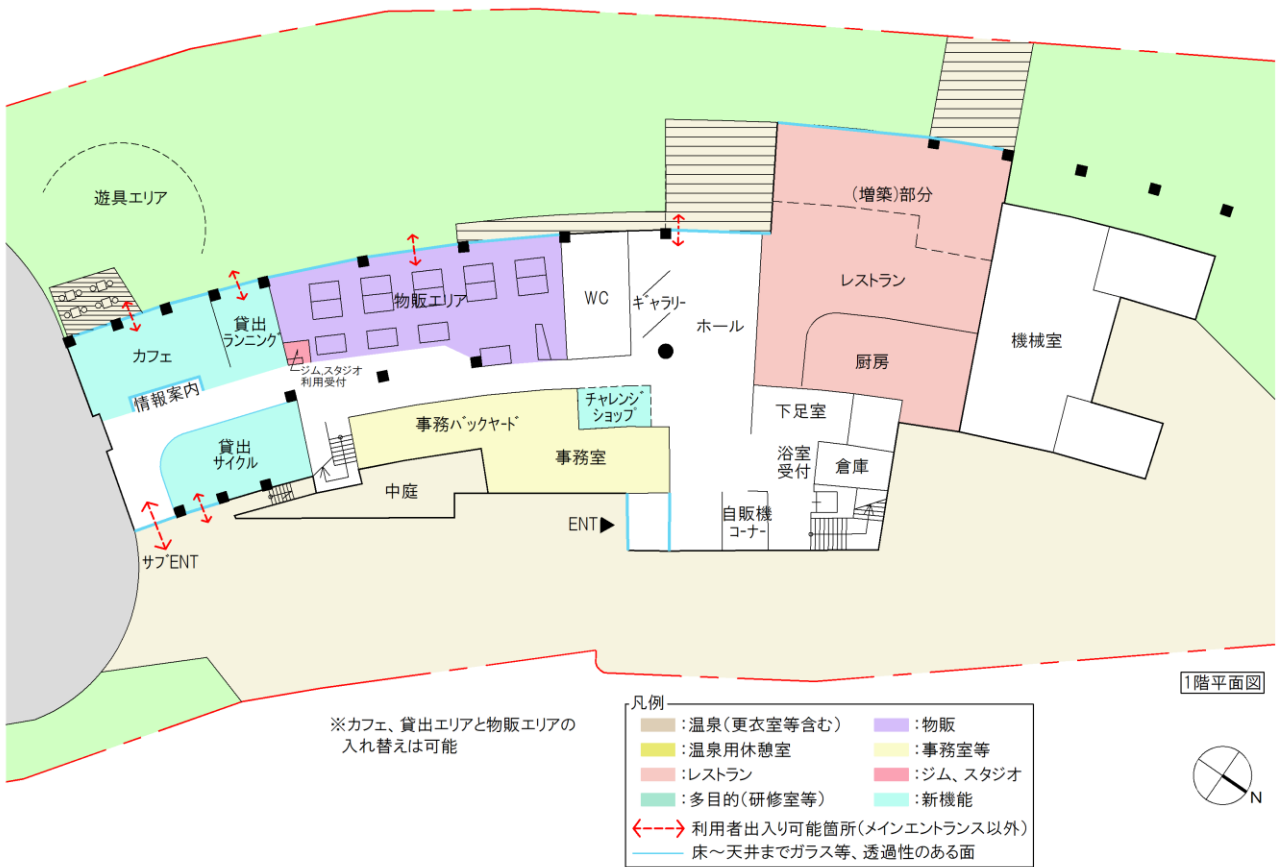 遊具エリア
(増築)部分
レストラン
物販エリア
WC
ギャラリー
ホール
機械室
貸出
ランニング
カフェ
厨房
ジム、スタジオ
利用受付
情報案内
チャレンジ
ショップ
下足室
事務バックヤード
貸出
サイクル
事務室
浴室
受付
倉庫
中庭
ENT
自販機
コーナー
サブENT
1階平面図
※カフェ、貸出エリアと物販エリアの
入れ替えは可能
凡例
:温泉(更衣室等含む)
:物販
:温泉用休憩室
:事務室等
:レストラン
:ジム、スタジオ
:多目的(研修室等)
:新機能
利用者出入り可能箇所(メインエントランス以外)
床~天井までガラス等、透過性のある面
N